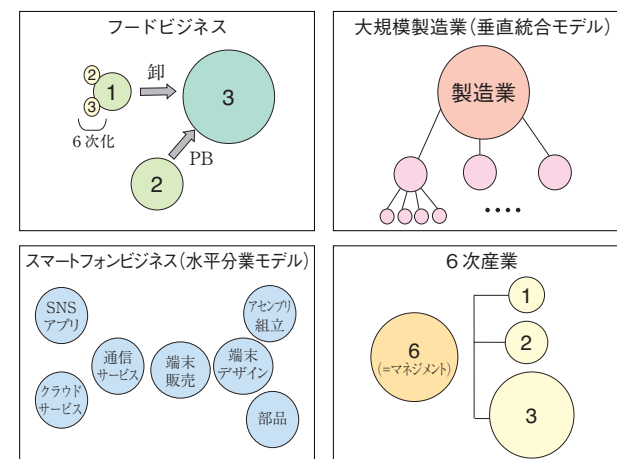 フードビジネス
2
1
3
卸
3
6次化
PB
2
大規模製造業(垂直統合モデル)
製造業
••••
スマートフォンビジネス(水平分業モデル)
SNS
アプリ
アセンブリ
組立
通信
サービス
端末
販売
端末
デザイン
クラウド
サービス
部品
6次産業
1
6
(=マネジメント)
2
3